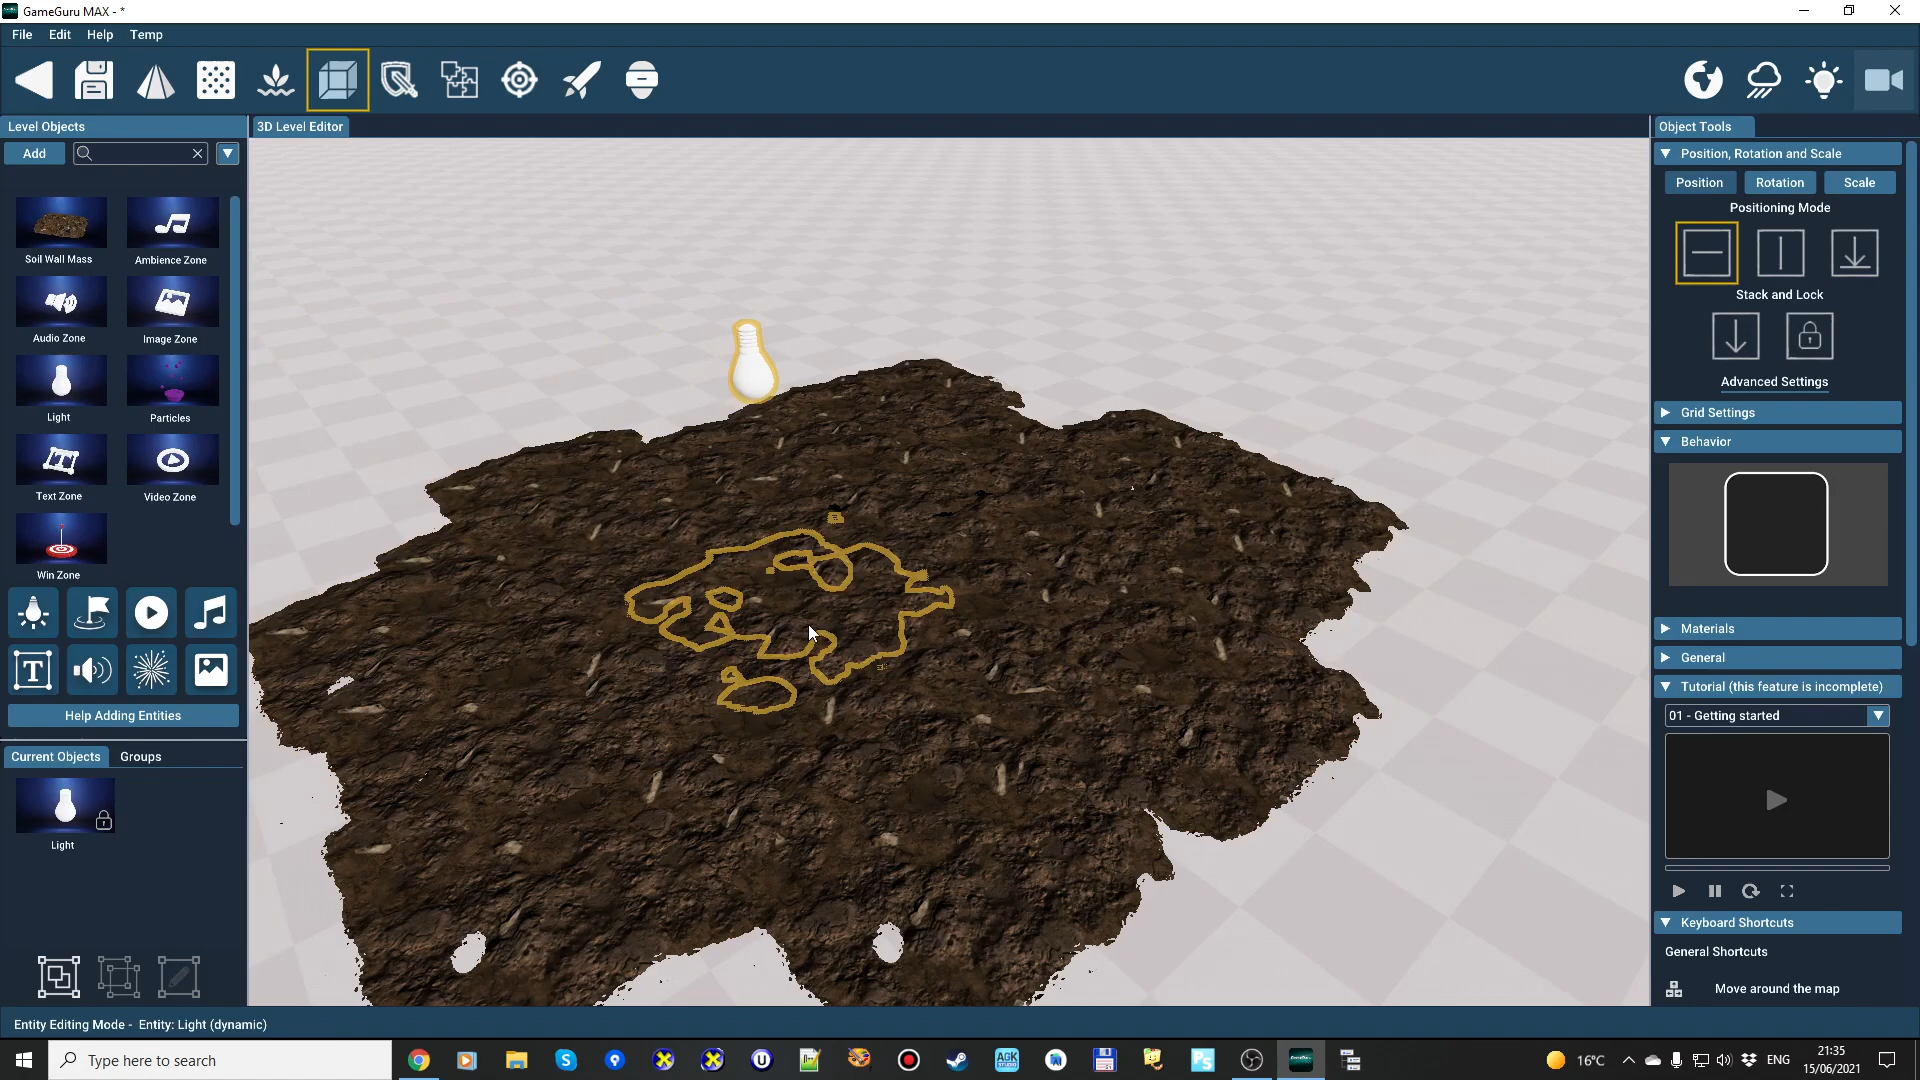 GameGuru MAX - *
File Edit Help Temp
Level Objects
3D Level Editor
Object Tools
Add
Position, Rotation and Scale
Position Rotation Scale
Positioning Mode
Soil Wall Mass
Ambience Zone
Stack and Lock
Audio Zone
Image Zone
Advanced Settings
Grid Settings
Light
Particles
Behavior
Text Zone
Video Zone
Win Zone
Materials
General
T
Tutorial (this feature is incomplete)
Help Adding Entities
01 - Getting started
Current Objects Groups
Light
Keyboard Shortcuts
General Shortcuts
Move around the map
Entity Editing Mode - Entity: Light (dynamic)
Type here to search
16°C
ENG
21:35
15/06/2021